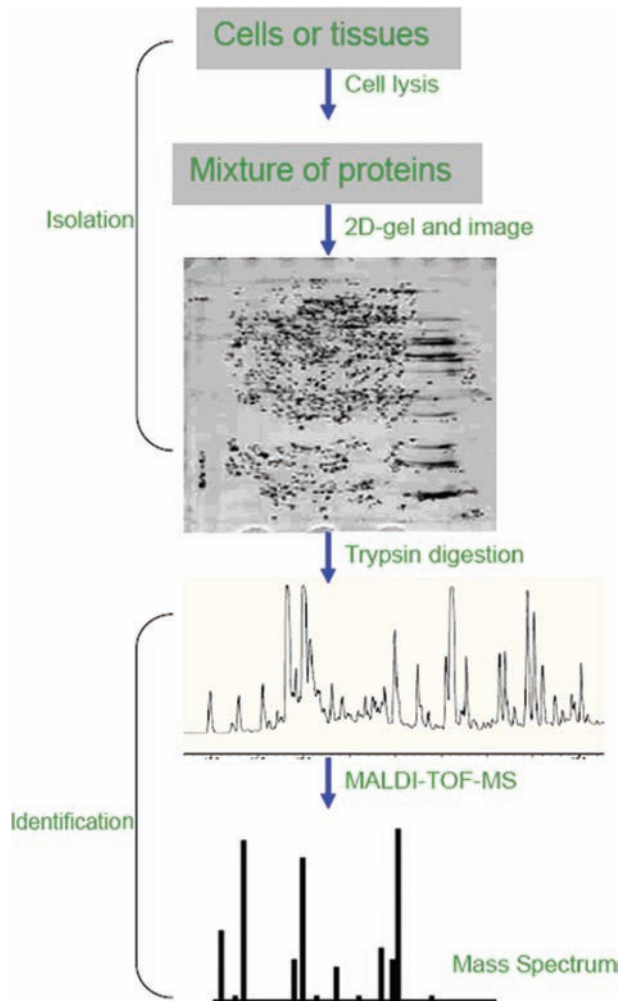 Cells or tissues
Cell lysis
Mixture of proteins
Isolation
2D-gel and image
Trypsin digestion
MALDI-TOF-MS
Identification
Mass Spectrum